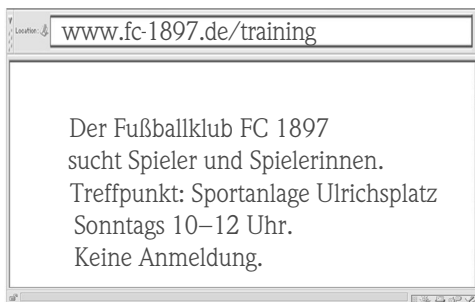 Location:
www.fc-1897.de/training
Der Fußballklub FC 1897
sucht Spieler und Spielerinnen.
Treffpunkt: Sportanlage Ulrichsplatz
Sonntags 10–12 Uhr.
Keine Anmeldung.